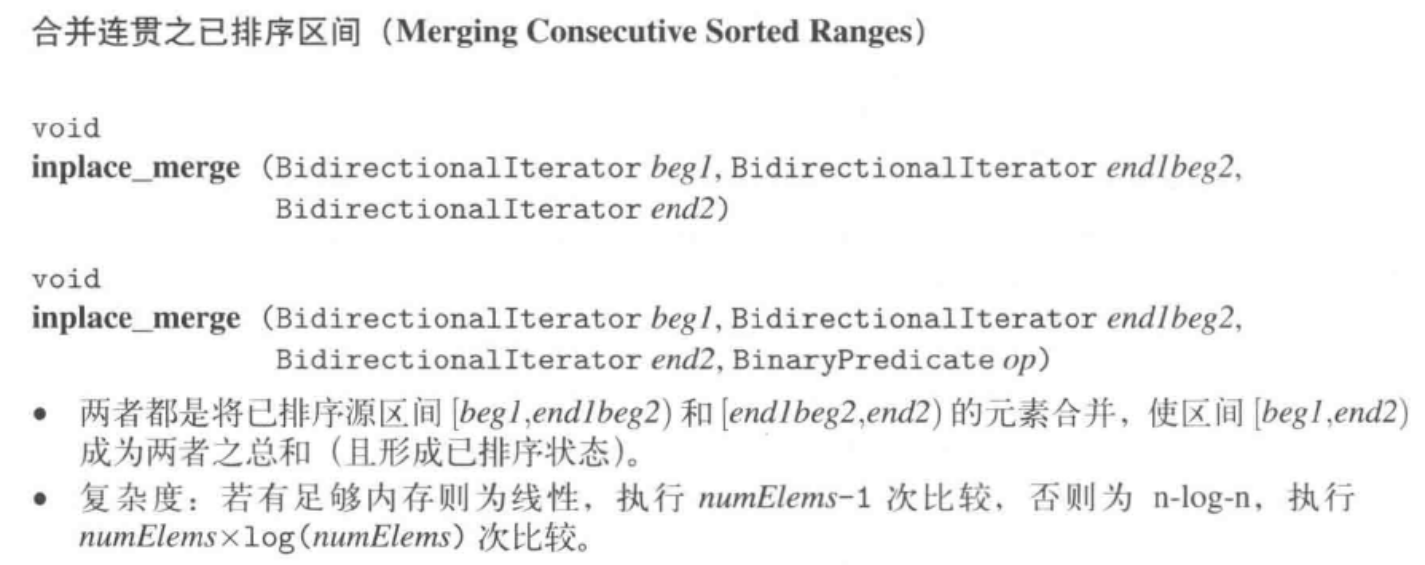 合并连贯之已排序区间（Merging Consecutive Sorted Ranges）
void
inplace_merge (BidirectionalIterator beg1, BidirectionalIterator end1beg2,
BidirectionalIterator end2)
void
inplace_merge (BidirectionalIterator beg1, BidirectionalIterator end1beg2,
BidirectionalIterator end2, BinaryPredicate op)
• 两者都是将已排序源区间 [beg1,end1beg2) 和 [end1beg2,end2) 的元素合并，使区间 [beg1,end2)
成为两者之总和（且形成已排序状态）。
• 复杂度：若有足够内存则为线性，执行 numElems-1 次比较，否则为 n-log-n，执行
numElems×log(numElems) 次比较。